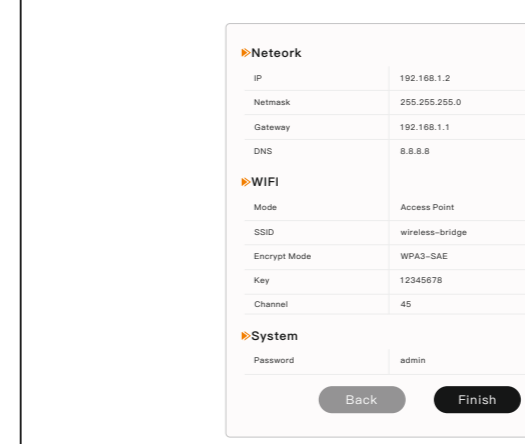 Neteork
IP 192.168.1.2
Netmask 255.255.255.0
Gateway 192.168.1.1
DNS 8.8.8.8
WIFI
Mode Access Point
SSID wireless-bridge
Encrypt Mode WPA3-SAE
Key 12345678
Channel 45
System
Password admin
Back Finish